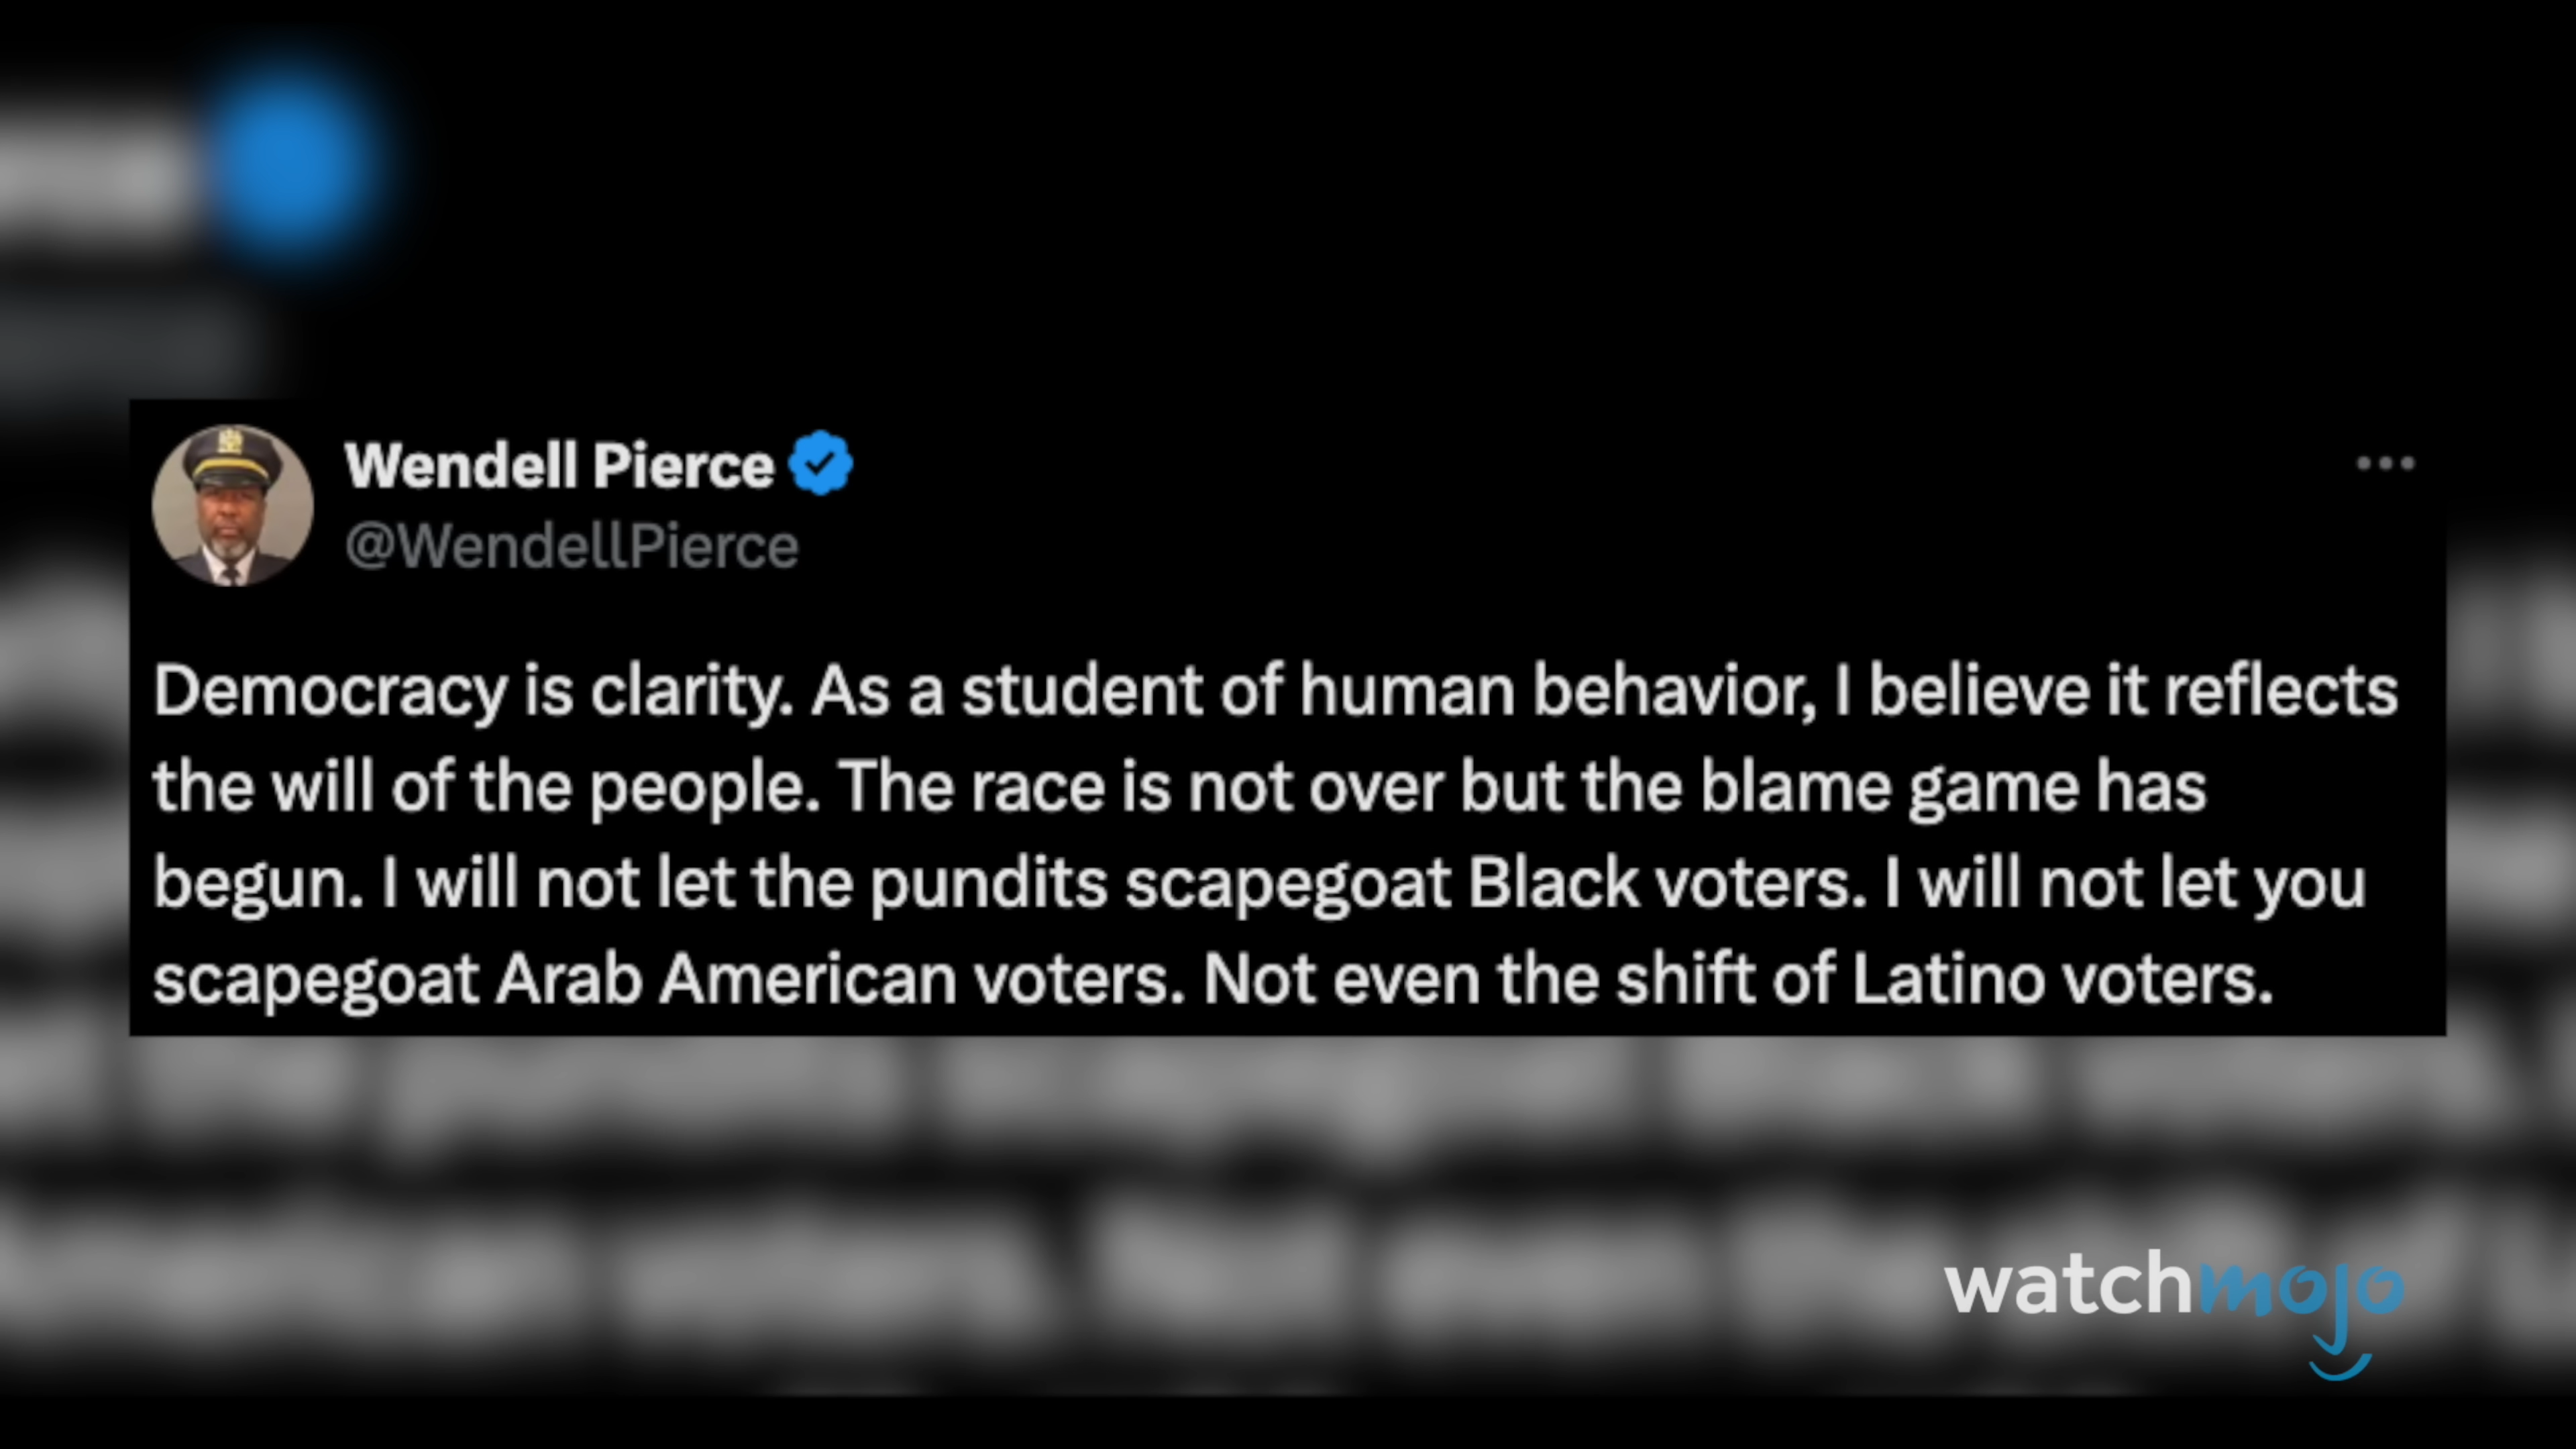 Wendell Pierce
@WendellPierce
Democracy is clarity. As a student of human behavior, I believe it reflects
the will of the people. The race is not over but the blame game has
begun. I will not let the pundits scapegoat Black voters. I will not let you
scapegoat Arab American voters. Not even the shift of Latino voters.
watchmojo